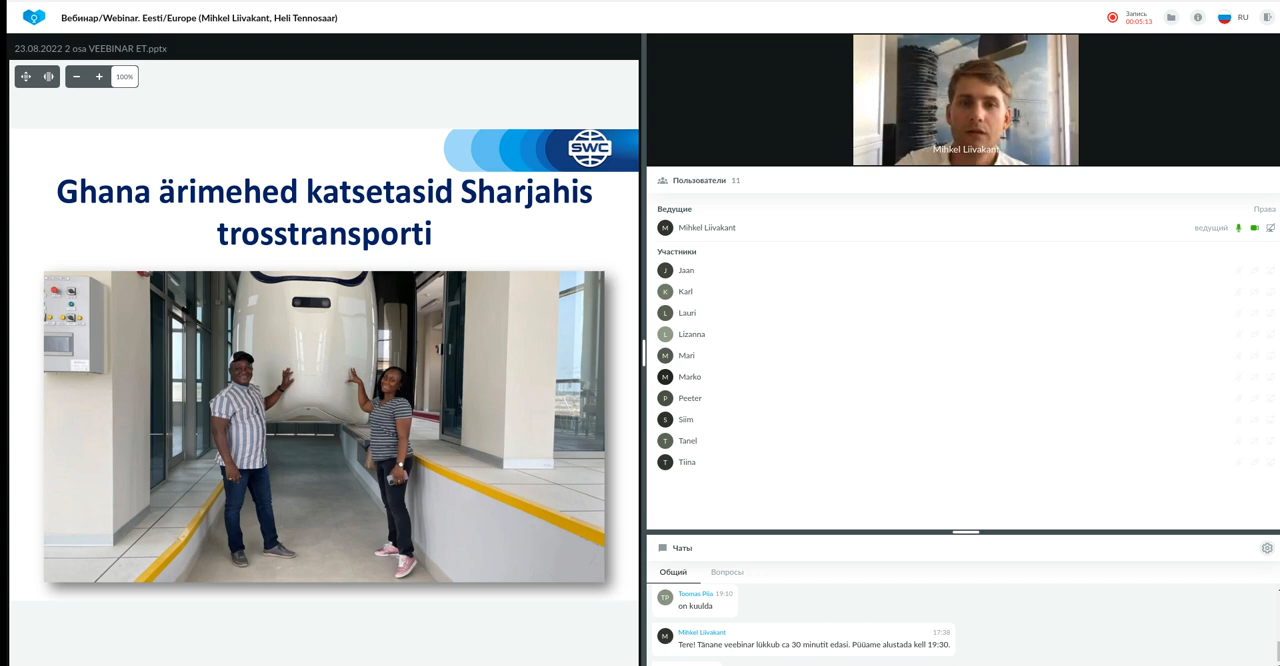 Вебинар/Webinar. Eesti/Europe (Mihkel Liivakant, Heli Tennosaar)
Запись
00:05:13
RU
23.08.2022 2 osa VEEBINAR ET.pptx
100%
SWC
Ghana ärimehed katsetasid Sharjahis
trosstransporti
Mihkel Liivakant
Пользователи 11
Ведущие Права
M Mihkel Liivakant ведущий
Участники
J Jaan
K Karl
L Lauri
L Lizanna
M Mari
M Marko
P Peeter
S Siim
T Tanel
T Tiina
Чаты
Общий Вопросы
TP Toomas Piia 19:10
on kuulda
M Mihkel Liivakant 17:38
Tere! Tänane veebinar lükkub ca 30 minutit edasi. Püüame alustada kell 19:30.